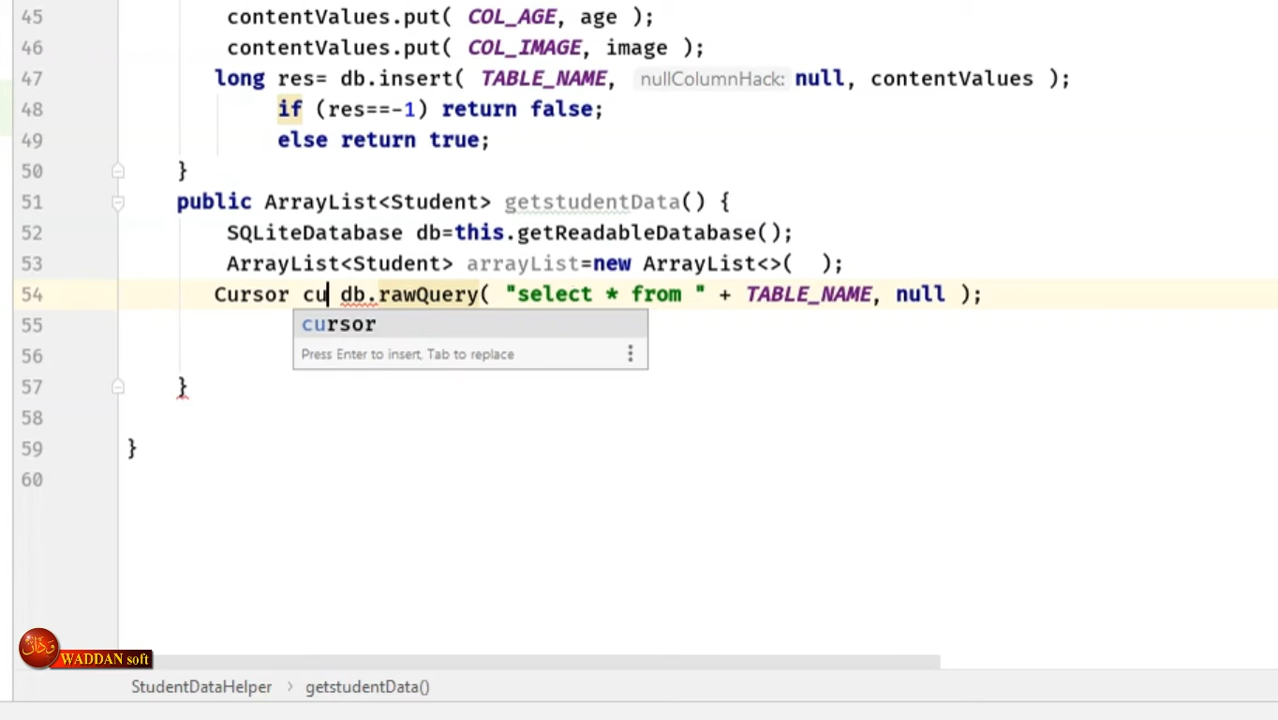 45 contentValues.put( COL_AGE, age );
46 contentValues.put( COL_IMAGE, image );
47 long res= db.insert( TABLE_NAME, nullColumnHack: null, contentValues );
48 if (res==-1) return false;
49 else return true;
50 }
51 public ArrayList<Student> getstudentData() {
52 SQLiteDatabase db=this.getReadableDatabase();
53 ArrayList<Student> arrayList=new ArrayList<>(  );
54 Cursor cu db.rawQuery( "select * from " + TABLE_NAME, null );
55 cursor
Press Enter to insert, Tab to replace
56
57 }
58
59 }
60
ودان WADDAN soft
StudentDataHelper › getstudentData()